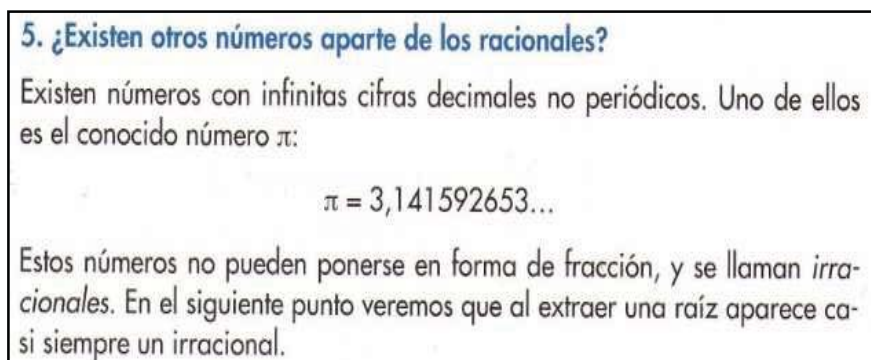 5. ¿Existen otros números aparte de los racionales?
Existen números con infinitas cifras decimales no periódicos. Uno de ellos
es el conocido número π:
π = 3,141592653...
Estos números no pueden ponerse en forma de fracción, y se llaman irra-
cionales. En el siguiente punto veremos que al extraer una raíz aparece ca-
si siempre un irracional.